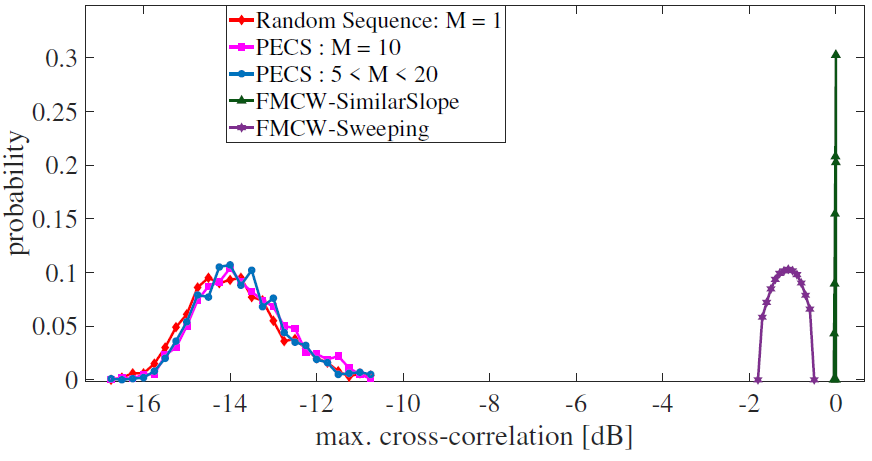 Random Sequence: M = 1
PECS : M = 10
PECS : 5 < M < 20
FMCW-SimilarSlope
FMCW-Sweeping
0.3
0.25
0.2
0.15
0.1
0.05
0
probability
-16 -14 -12 -10 -8 -6 -4 -2 0
max. cross-correlation [dB]